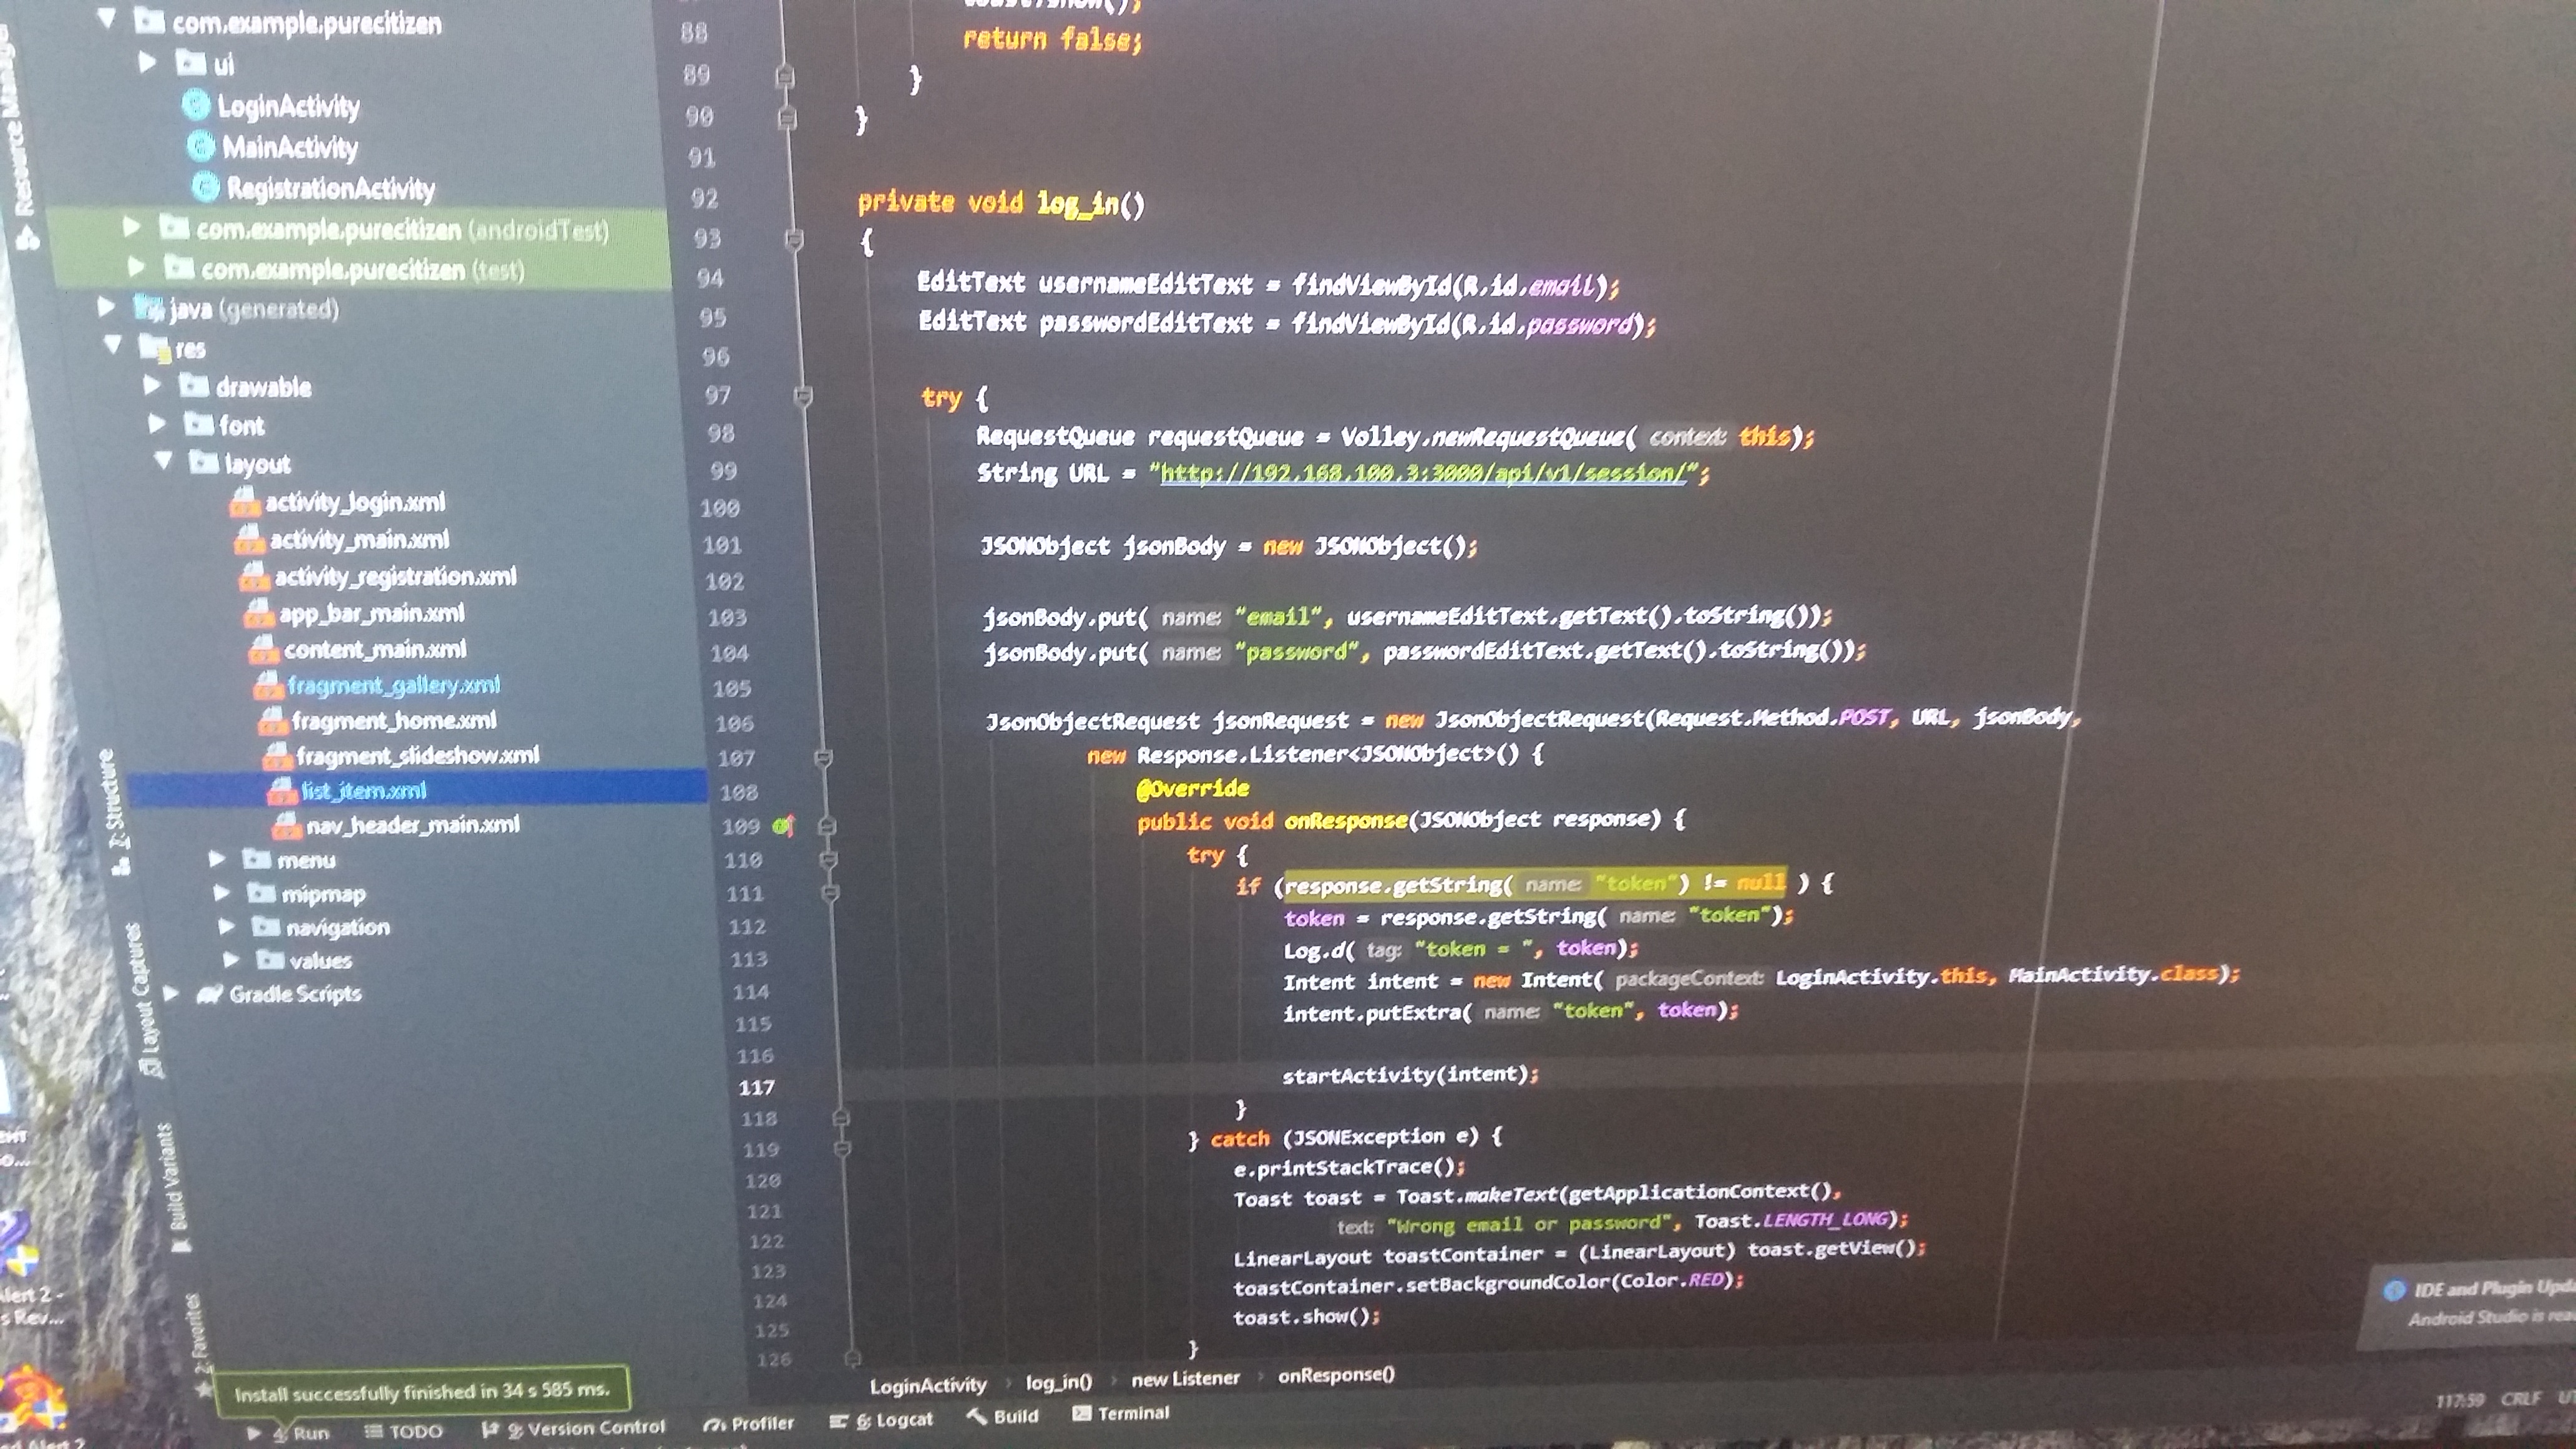 com.example.purecitizen
ui
LoginActivity
MainActivity
RegistrationActivity
com.example.purecitizen (androidTest)
com.example.purecitizen (test)
java (generated)
res
drawable
font
layout
activity_login.xml
activity_main.xml
activity_registration.xml
app_bar_main.xml
content_main.xml
fragment_gallery.xml
fragment_home.xml
fragment_slideshow.xml
list_item.xml
nav_header_main.xml
menu
mipmap
navigation
values
Gradle Scripts
Resource
Z: Structure
Layout Captures
Build Variants
2: Favorites
88 return false;
89 }
90 }
91
92 private void log_in()
93 {
94 EditText usernameEditText = findViewById(R.id.email);
95 EditText passwordEditText = findViewById(R.id.password);
96
97 try {
98 RequestQueue requestQueue = Volley.newRequestQueue( context: this);
99 String URL = "http://192.168.100.3:3000/api/v1/session/";
100
101 JSONObject jsonBody = new JSONObject();
102
103 jsonBody.put( name: "email", usernameEditText.getText().toString());
104 jsonBody.put( name: "password", passwordEditText.getText().toString());
105
106 JsonObjectRequest jsonRequest = new JsonObjectRequest(Request.Method.POST, URL, jsonBody,
107 new Response.Listener<JSONObject>() {
108 @Override
109 public void onResponse(JSONObject response) {
110 try {
111 if (response.getString( name: "token") != null ) {
112 token = response.getString( name: "token");
113 Log.d( tag: "token = ", token);
114 Intent intent = new Intent( packageContext: LoginActivity.this, MainActivity.class);
115 intent.putExtra( name: "token", token);
116
117 startActivity(intent);
118 }
119 } catch (JSONException e) {
120 e.printStackTrace();
121 Toast toast = Toast.makeText(getApplicationContext(),
122 text: "Wrong email or password", Toast.LENGTH_LONG);
123 LinearLayout toastContainer = (LinearLayout) toast.getView();
124 toastContainer.setBackgroundColor(Color.RED);
125 toast.show();
126 }
LoginActivity log_in() new Listener onResponse()
IDE and Plugin
Android Studio is
Install successfully finished in 34 s 585 ms.
4: Run TODO 9: Version Control Profiler 6: Logcat Build Terminal
117:59 CRLF